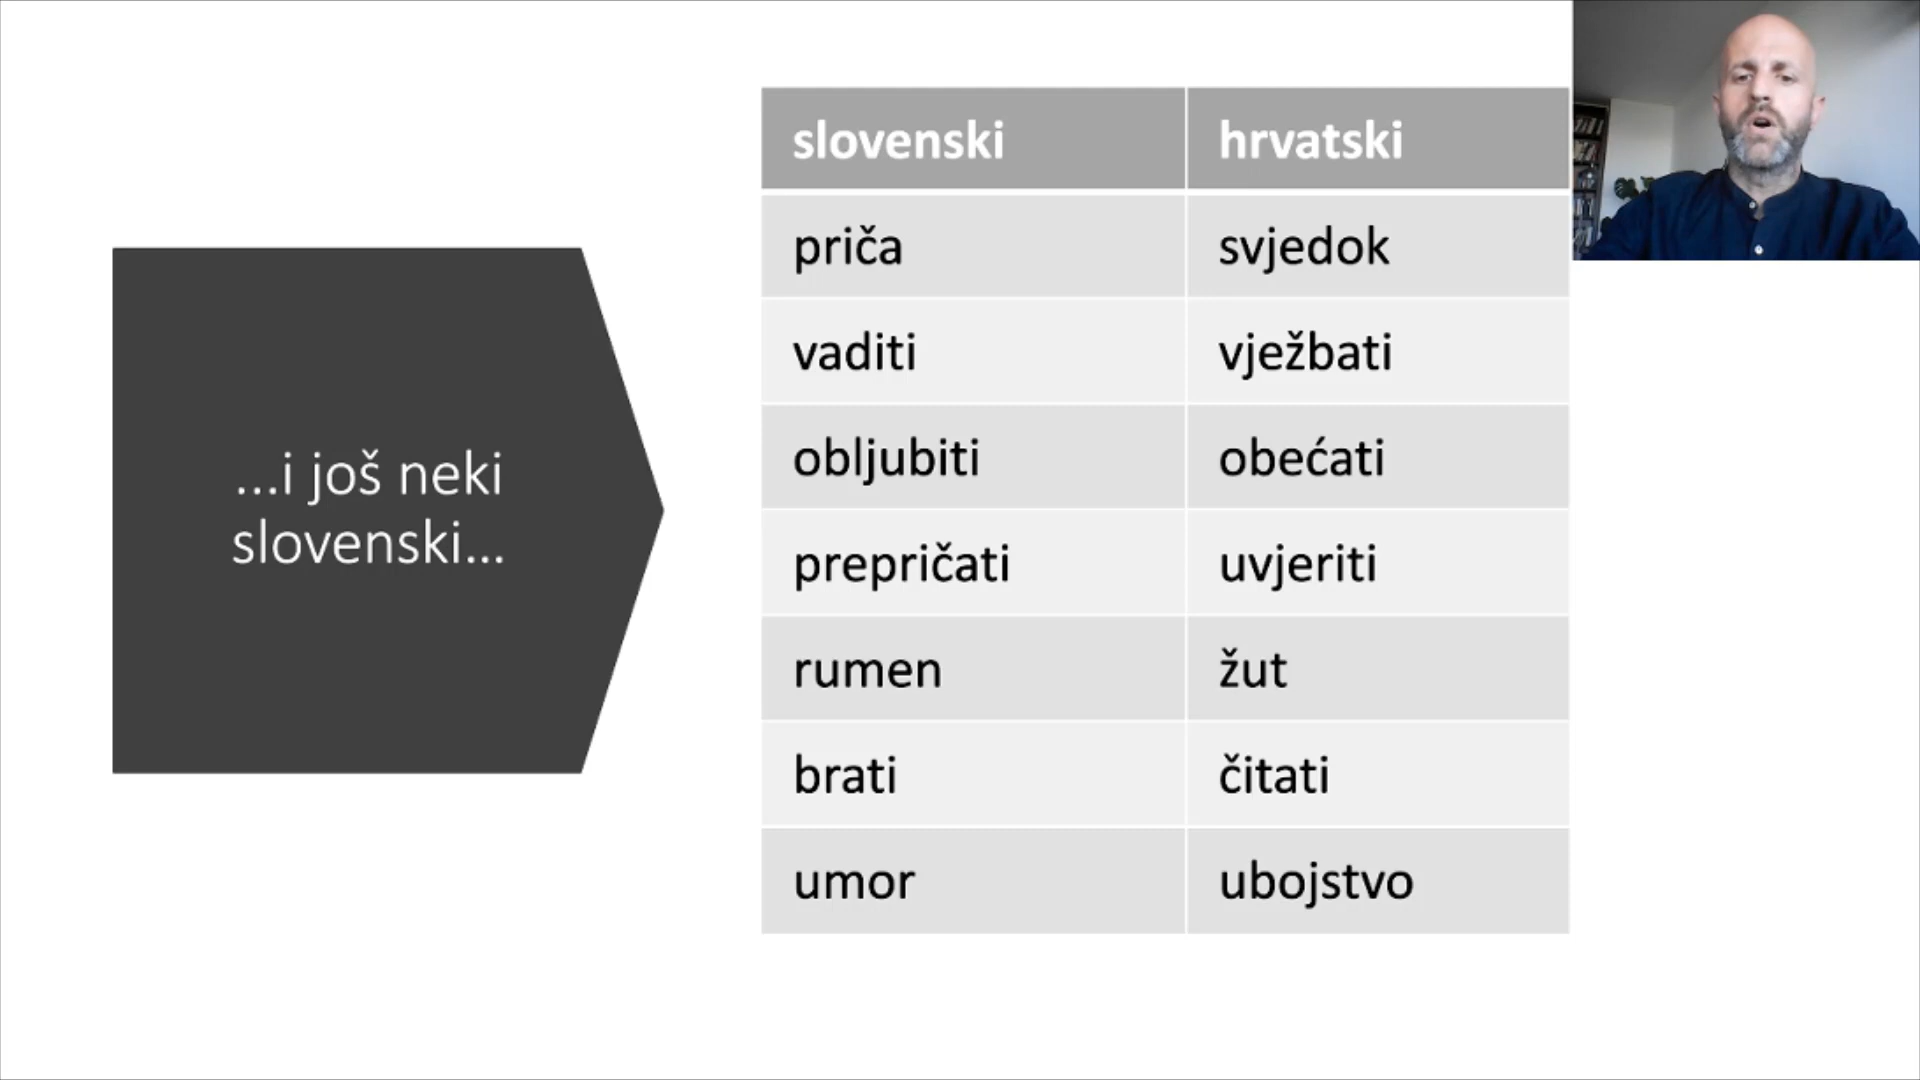 ...i još neki
slovenski...
slovenski hrvatski
priča svjedok
vaditi vježbati
obljubiti obećati
prepričati uvjeriti
rumen žut
brati čitati
umor ubojstvo